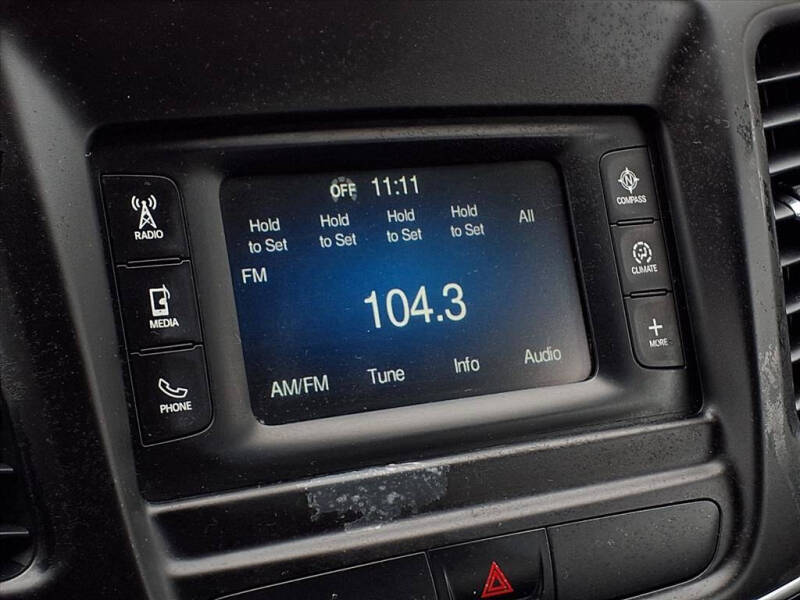 OFF 11:11
Hold to Set
Hold to Set
Hold to Set
Hold to Set
All
FM
104.3
AM/FM Tune Info Audio
RADIO
MEDIA
PHONE
N
COMPASS
CLIMATE
+
MORE